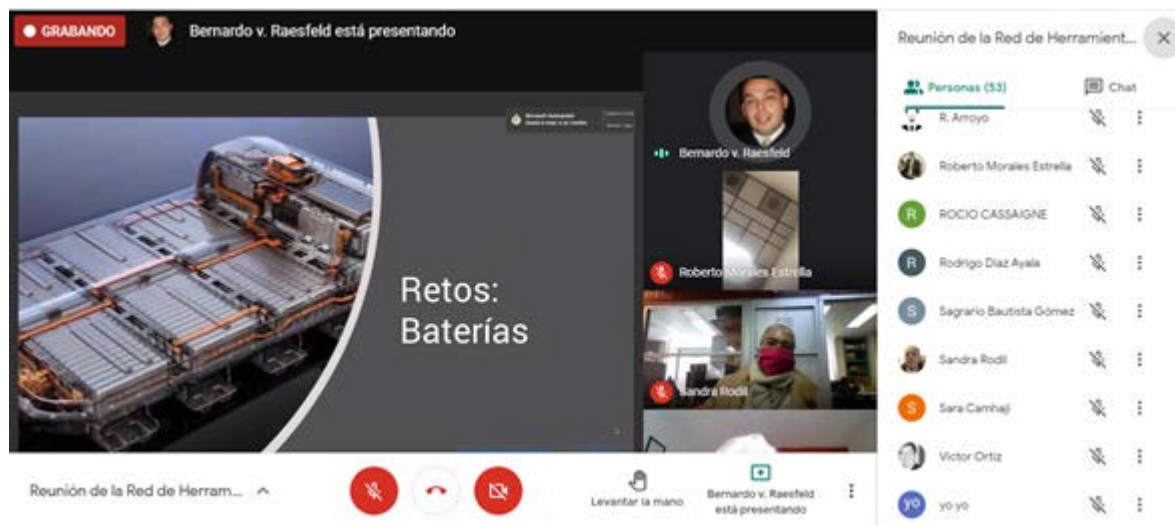 GRABANDO
Bernardo v. Raesfeld está presentando
Retos:
Baterías
Bernardo v. Raesfeld
Roberto Morales Estrella
Sandra Rodil
Reunión de la Red de Herram...
Levantar la mano
Bernardo v. Raesfeld
está presentando
Reunión de la Red de Herramient...
Personas (53)
Chat
R. Arroyo
Roberto Morales Estrella
R ROCIO CASSAIGNE
R Rodrigo Diaz Ayala
S Sagrario Bautista Gómez
Sandra Rodil
S Sara Camhaji
Victor Ortiz
yo yo yo